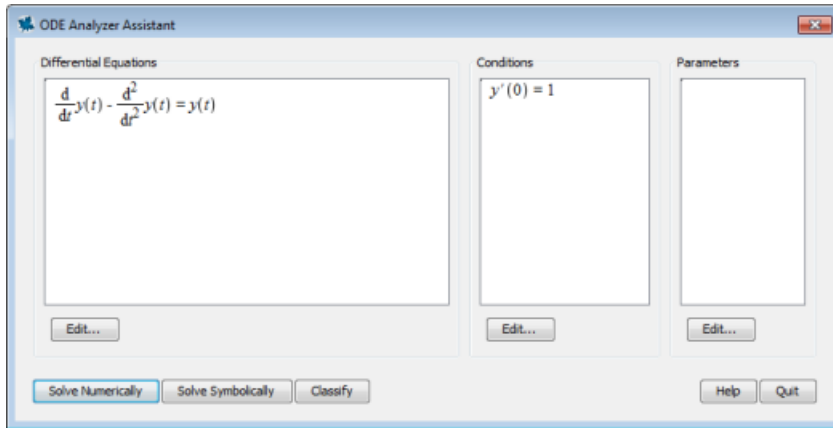 ODE Analyzer Assistant
Differential Equations
d/dt y(t) - d²/dt² y(t) = y(t)
Edit...
Conditions
y'(0) = 1
Edit...
Parameters
Edit...
Solve Numerically
Solve Symbolically
Classify
Help
Quit